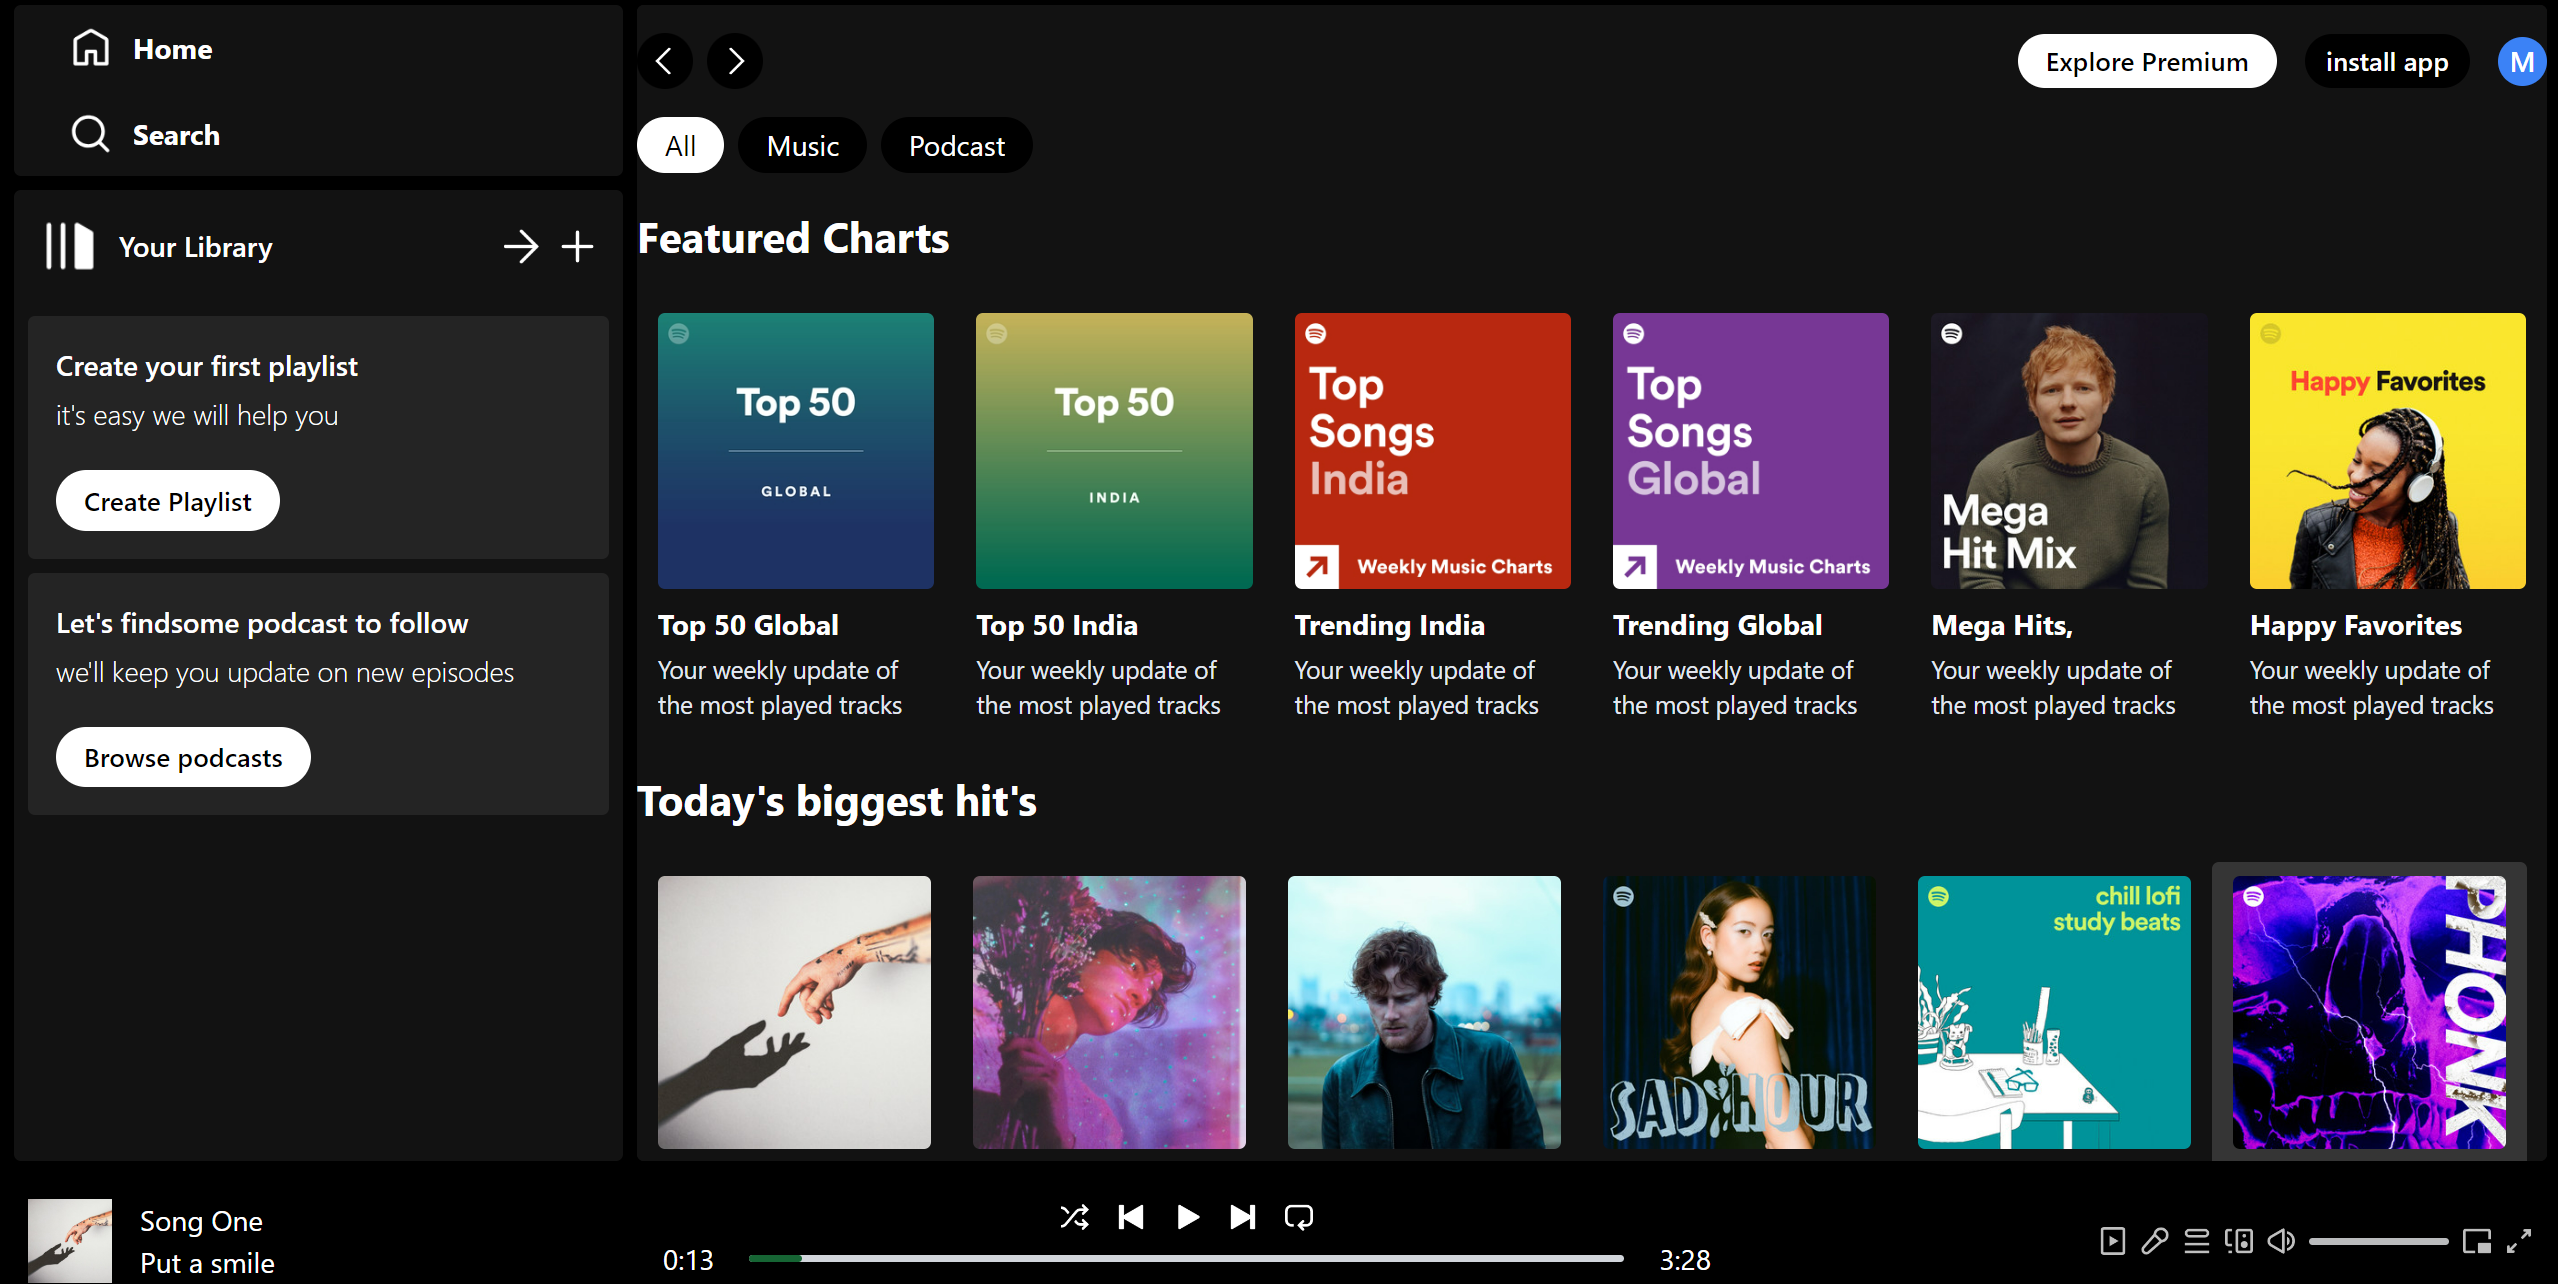 Home
Search
Your Library
Create your first playlist
it's easy we will help you
Create Playlist
Let's findsome podcast to follow
we'll keep you update on new episodes
Browse podcasts
Explore Premium
install app
M
All
Music
Podcast
Featured Charts
Top 50
GLOBAL
Top 50 Global
Your weekly update of
the most played tracks
Top 50
INDIA
Top 50 India
Your weekly update of
the most played tracks
Top
Songs
India
Weekly Music Charts
Trending India
Your weekly update of
the most played tracks
Top
Songs
Global
Weekly Music Charts
Trending Global
Your weekly update of
the most played tracks
Mega
Hit Mix
Mega Hits,
Your weekly update of
the most played tracks
Happy Favorites
Happy Favorites
Your weekly update of
the most played tracks
Today's biggest hit's
SAD HOUR
chill lofi
study beats
PHONK
Song One
Put a smile
0:13
3:28